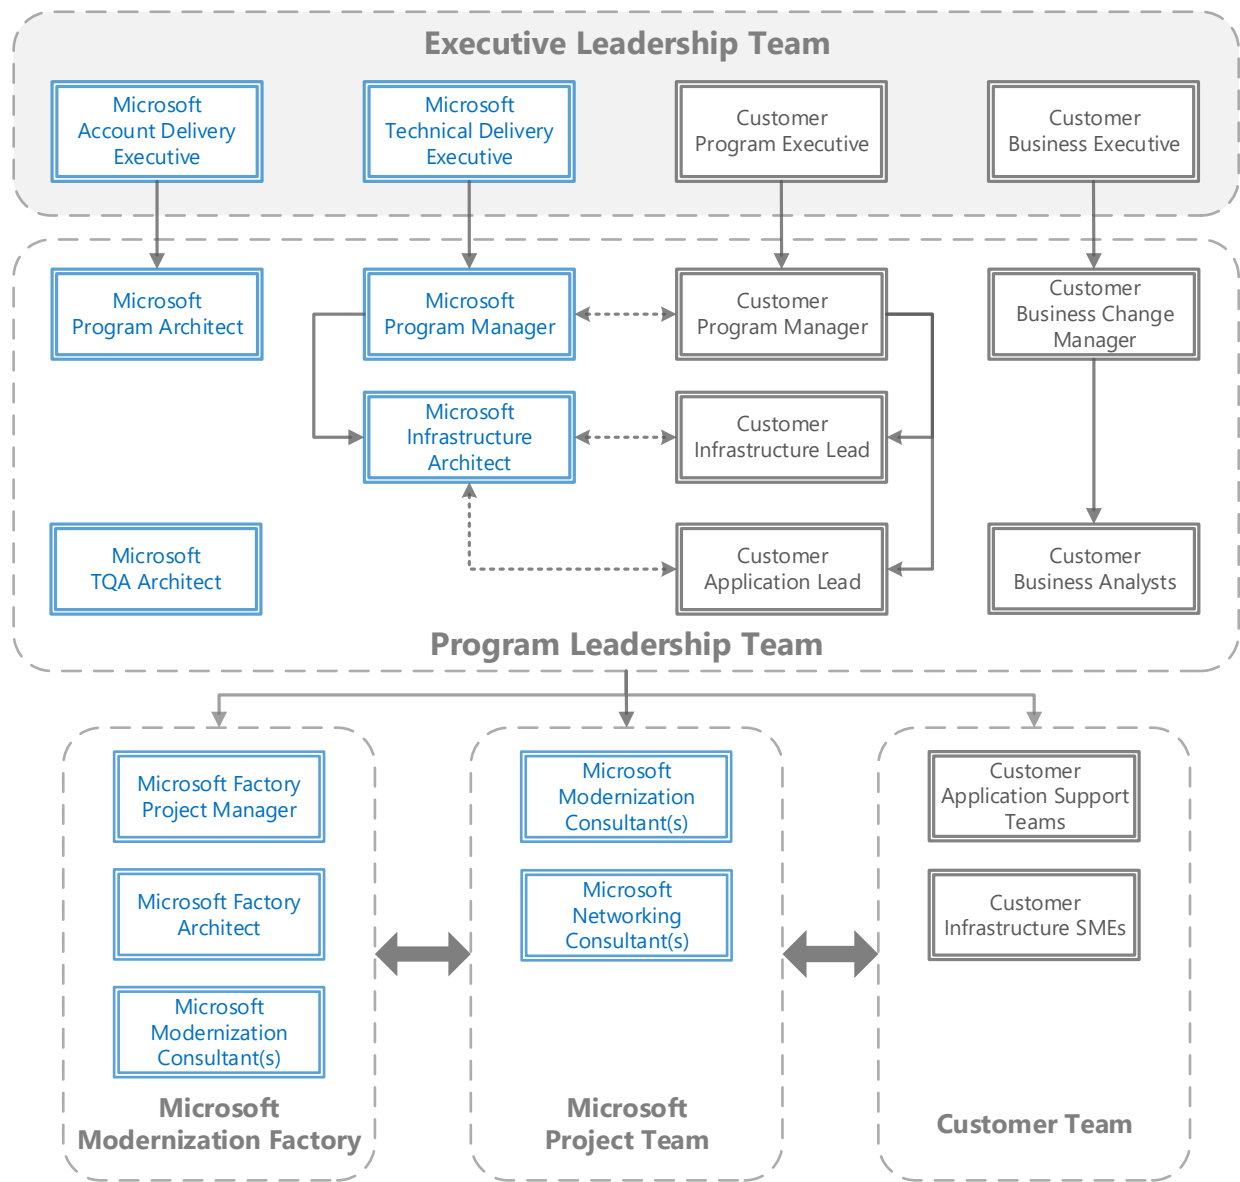 Executive Leadership Team
Microsoft
Account Delivery
Executive
Microsoft
Technical Delivery
Executive
Customer
Program Executive
Customer
Business Executive
Microsoft
Program Architect
Microsoft
Program Manager
Customer
Program Manager
Customer
Business Change
Manager
Microsoft
Infrastructure
Architect
Customer
Infrastructure Lead
Microsoft
TQA Architect
Customer
Application Lead
Customer
Business Analysts
Program Leadership Team
Microsoft Factory
Project Manager
Microsoft Factory
Architect
Microsoft
Modernization
Consultant(s)
Microsoft
Modernization Factory
Microsoft
Modernization
Consultant(s)
Microsoft
Networking
Consultant(s)
Microsoft
Project Team
Customer
Application Support
Teams
Customer
Infrastructure SMEs
Customer Team